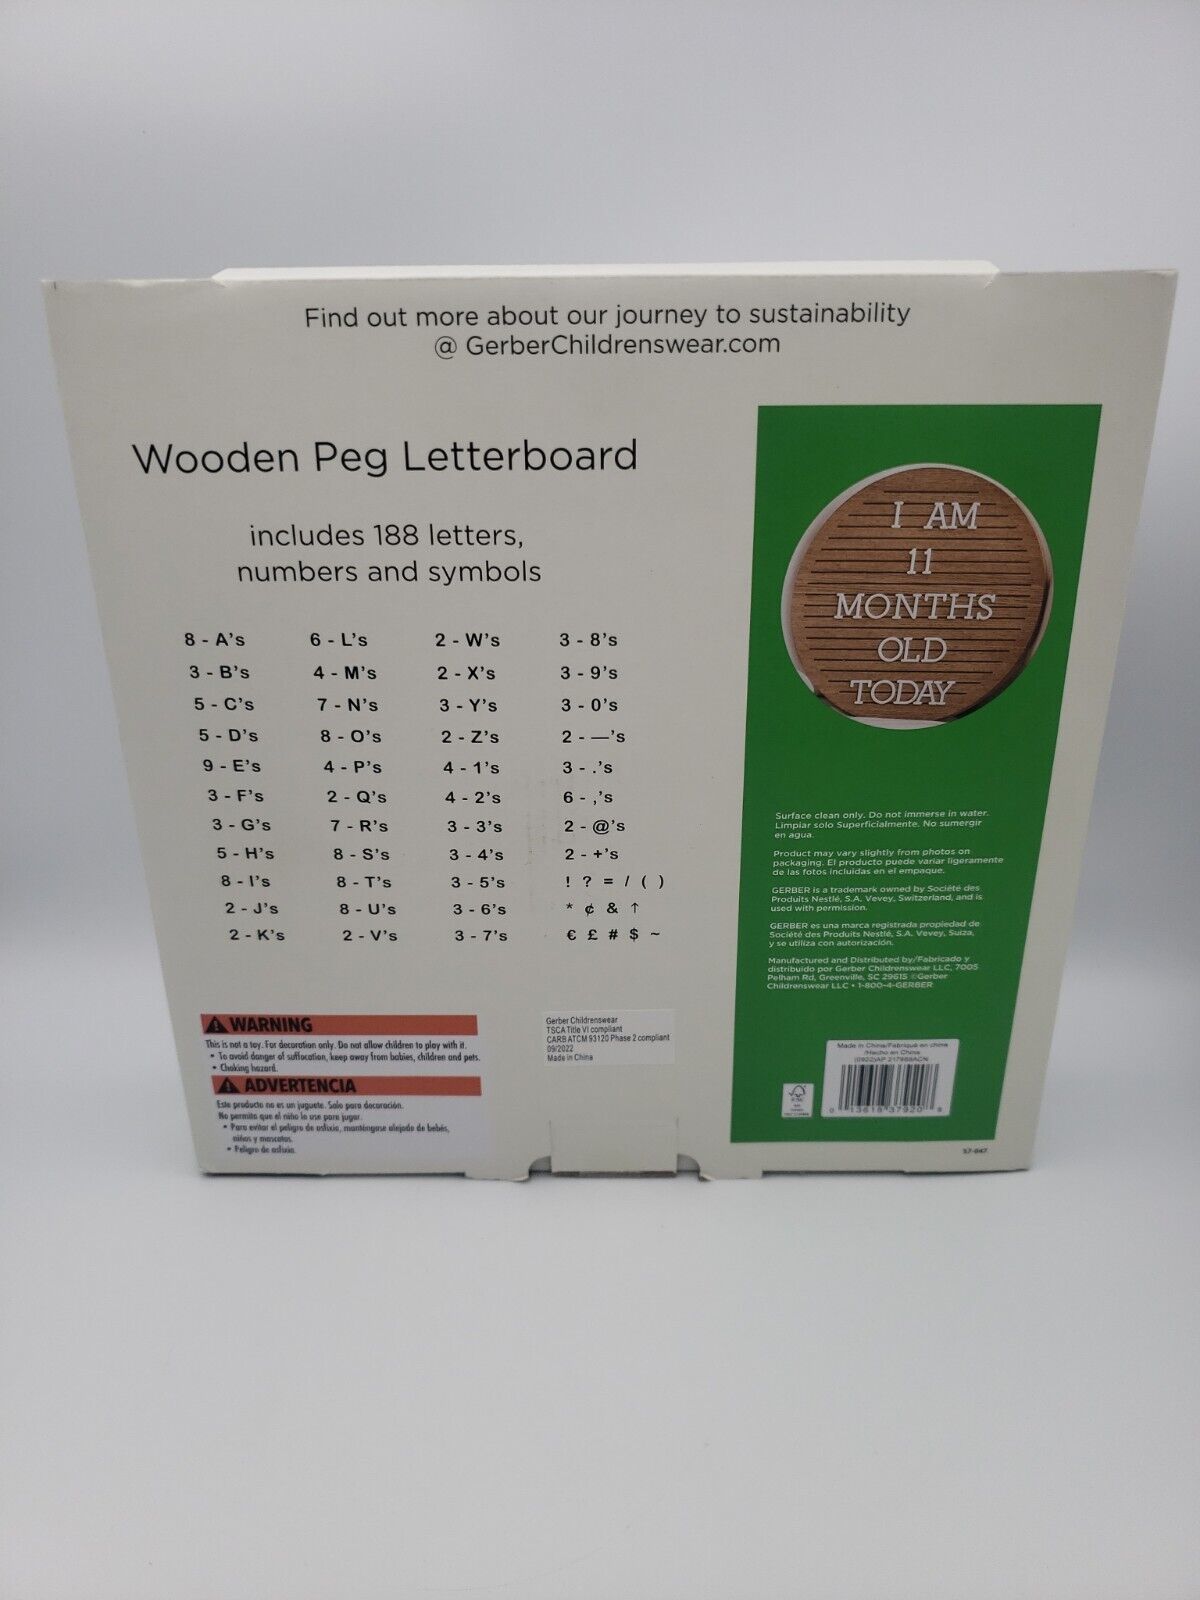 Find out more about our journey to sustainability
@ GerberChildrenswear.com
Wooden Peg Letterboard
includes 188 letters,
numbers and symbols
8 - A's
3 - B's
5 - C's
5 - D's
9 - E's
3 - F's
3 - G's
5 - H's
8 - I's
2 - J's
2 - K's
6 - L's
4 - M's
7 - N's
8 - O's
4 - P's
2 - Q's
7 - R's
8 - S's
8 - T's
8 - U's
2 - V's
2 - W's
2 - X's
3 - Y's
2 - Z's
4 - 1's
4 - 2's
3 - 3's
3 - 4's
3 - 5's
3 - 6's
3 - 7's
3 - 8's
3 - 9's
3 - 0's
2 - —'s
3 - .'s
6 - ,'s
2 - @'s
2 - +'s
! ? = / ( )
* ¢ & ↑
€ £ # $ ~
I AM
11
MONTHS
OLD
TODAY
Surface clean only. Do not immerse in water.
Limpiar solo Superficialmente. No sumergir
en agua.
Product may vary slightly from photos on
packaging. El producto puede variar ligeramente
de las fotos incluidas en el empaque.
GERBER is a trademark owned by Société des
Produits Nestlé, S.A. Vevey, Switzerland, and is
used with permission.
GERBER es una marca registrada propiedad de
Société des Produits Nestlé, S.A. Vevey, Suiza,
y se utiliza con autorización.
Manufactured and Distributed by/Fabricado y
distribuido por Gerber Childrenswear LLC, 7005
Pelham Rd, Greenville, SC 29615 ©Gerber
Childrenswear LLC • 1-800-4-GERBER
WARNING
This is not a toy. For decoration only. Do not allow children to play with it.
• To avoid danger of suffocation, keep away from babies, children and pets.
• Choking hazard.
ADVERTENCIA
Este producto no es un juguete. Solo para decoración.
No permita que el niño lo use para jugar.
• Para evitar el peligro de asfixia, manténgase alejado de bebés,
niños y mascotas.
• Peligro de asfixia.
Gerber Childrenswear
TSCA Title VI compliant
CARB ATCM 93120 Phase 2 compliant
09/2022
Made in China
Made in China/Fabriqué en chine
/Hecho en China
(0922)AP 217988ACN
0 13618 37920 8
FSC
57-047